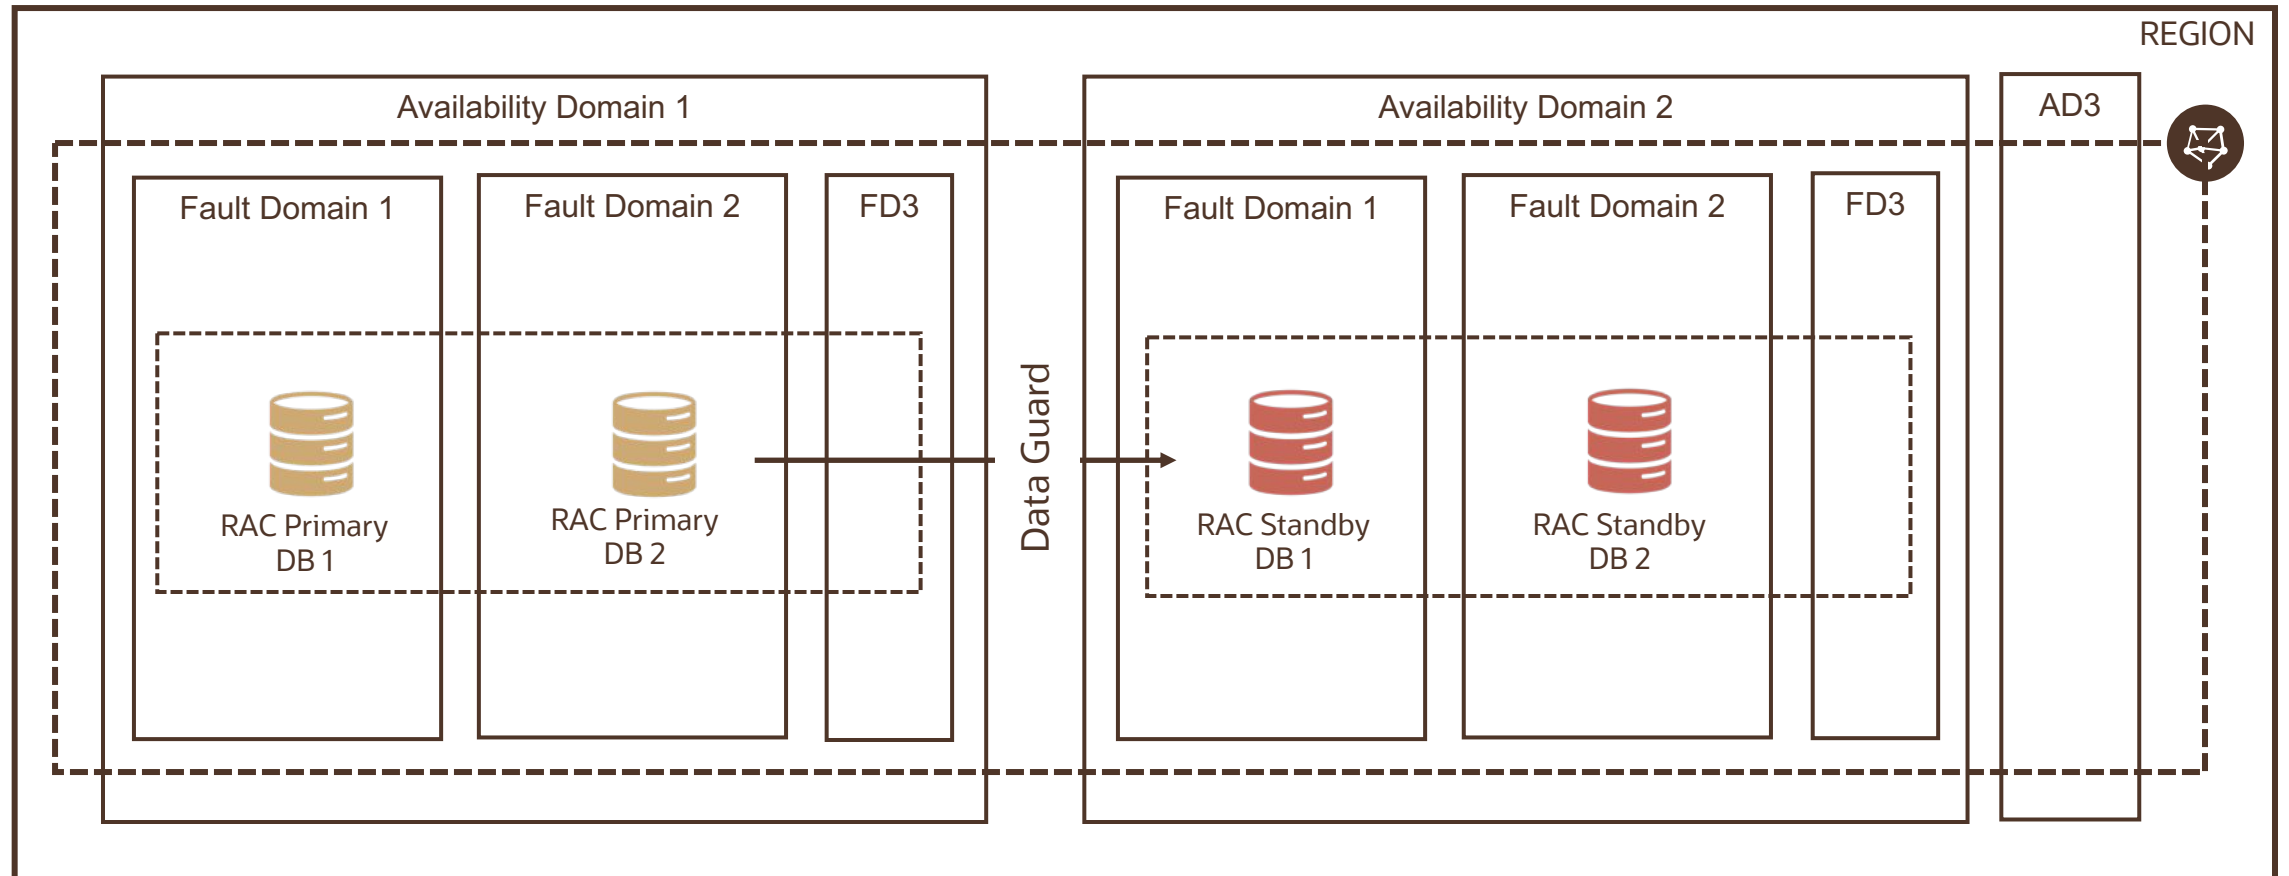 REGION
Availability Domain 1
Availability Domain 2
AD3
Fault Domain 1
Fault Domain 2
FD3
Fault Domain 1
Fault Domain 2
FD3
RAC Primary
DB 1
RAC Primary
DB 2
Data Guard
RAC Standby
DB 1
RAC Standby
DB 2